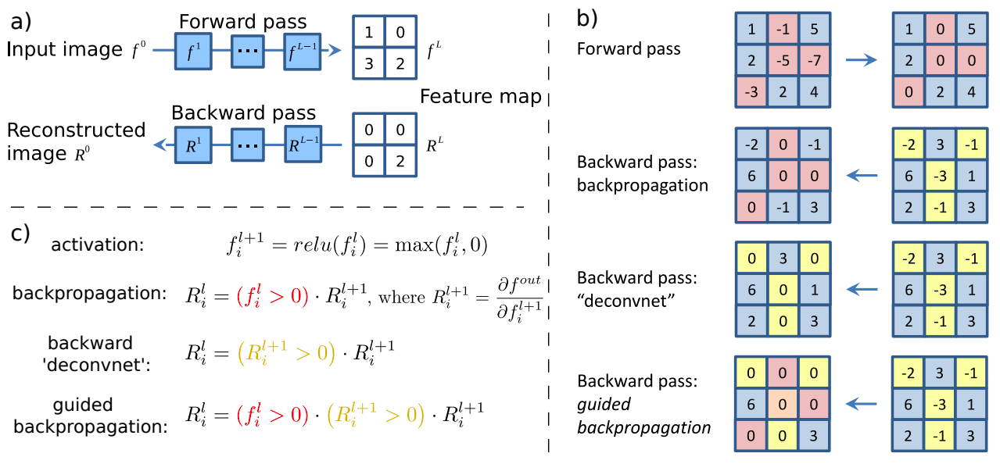 a)
Forward pass
Input image f^0
f^1
...
f^{L-1}
1 0
3 2
f^L
Feature map
Backward pass
Reconstructed
image R^0
R^1
...
R^{L-1}
0 0
0 2
R^L
b)
Forward pass
1 -1 5
2 -5 -7
-3 2 4
1 0 5
2 0 0
0 2 4
Backward pass:
backpropagation
-2 0 -1
6 0 0
0 -1 3
-2 3 -1
6 -3 1
2 -1 3
Backward pass:
“deconvnet”
0 3 0
6 0 1
2 0 3
-2 3 -1
6 -3 1
2 -1 3
Backward pass:
guided
backpropagation
0 0 0
6 0 0
0 0 3
-2 3 -1
6 -3 1
2 -1 3
c)
activation: f_i^{l+1} = relu(f_i^l) = max(f_i^l, 0)
backpropagation: R_i^l = (f_i^l > 0) · R_i^{l+1}, where R_i^{l+1} = ∂f^{out} / ∂f_i^{l+1}
backward
'deconvnet': R_i^l = (R_i^{l+1} > 0) · R_i^{l+1}
guided
backpropagation: R_i^l = (f_i^l > 0) · (R_i^{l+1} > 0) · R_i^{l+1}